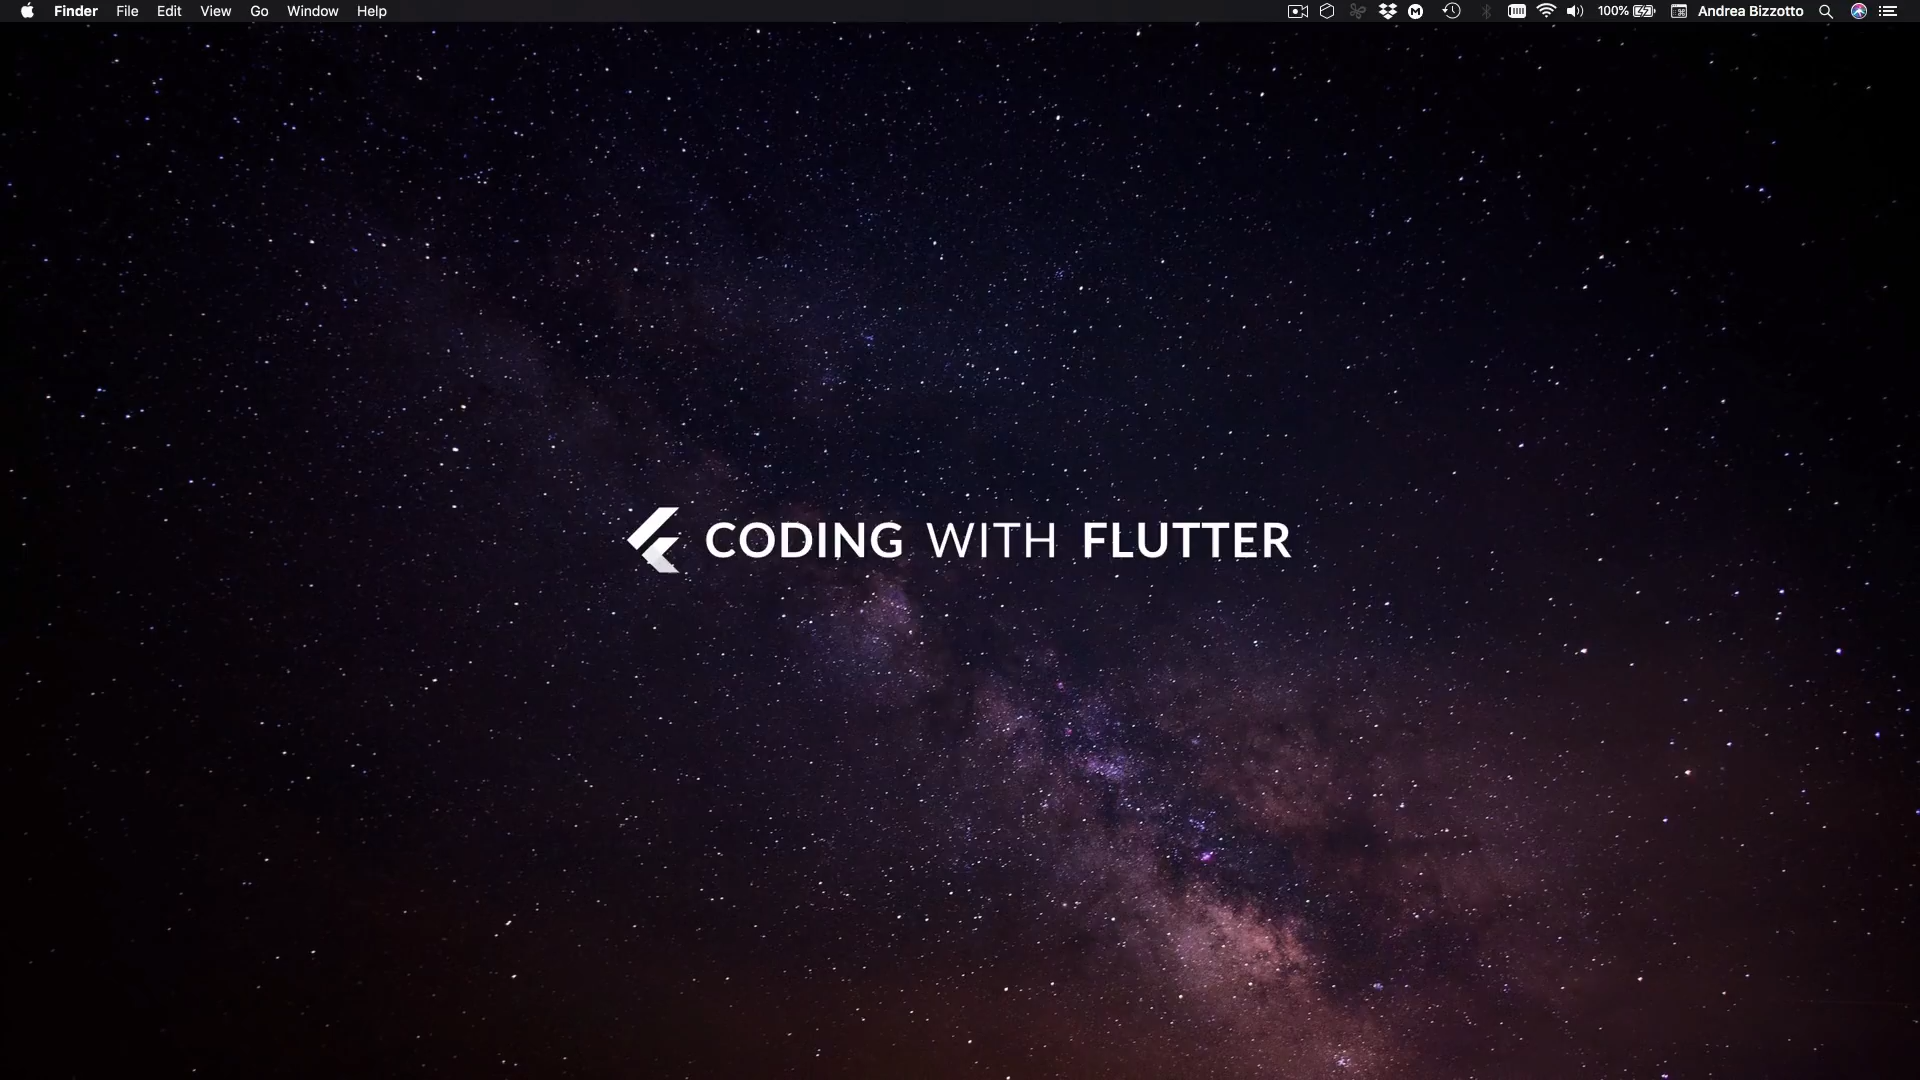 Finder File Edit View Go Window Help 100% Andrea Bizzotto
CODING WITH FLUTTER